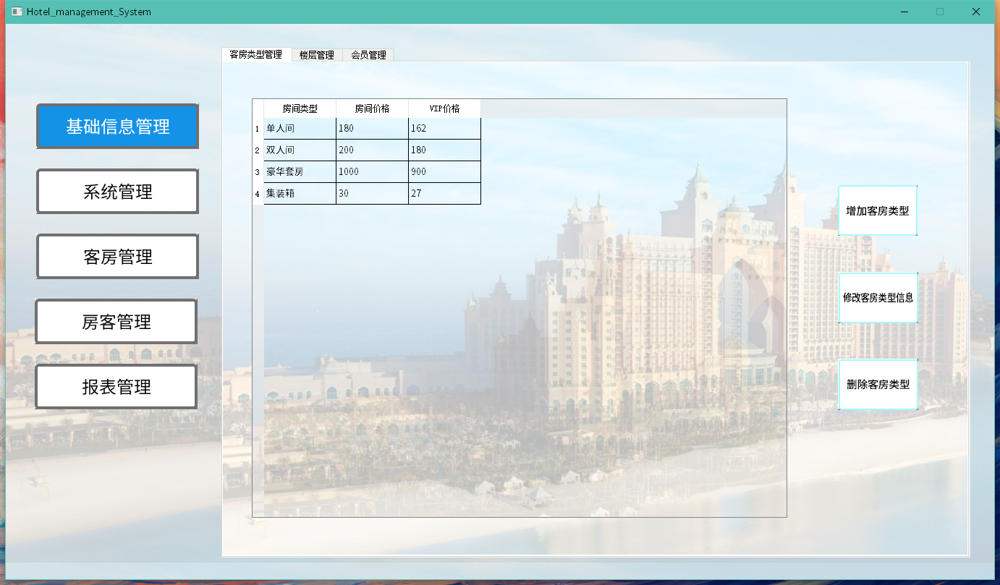 Hotel_management_System
客房类型管理 楼层管理 会员管理
基础信息管理
系统管理
客房管理
房客管理
报表管理
房间类型 房间价格 VIP价格
1 单人间 180 162
2 双人间 200 180
3 豪华套房 1000 900
4 集装箱 30 27
增加客房类型
修改客房类型信息
删除客房类型